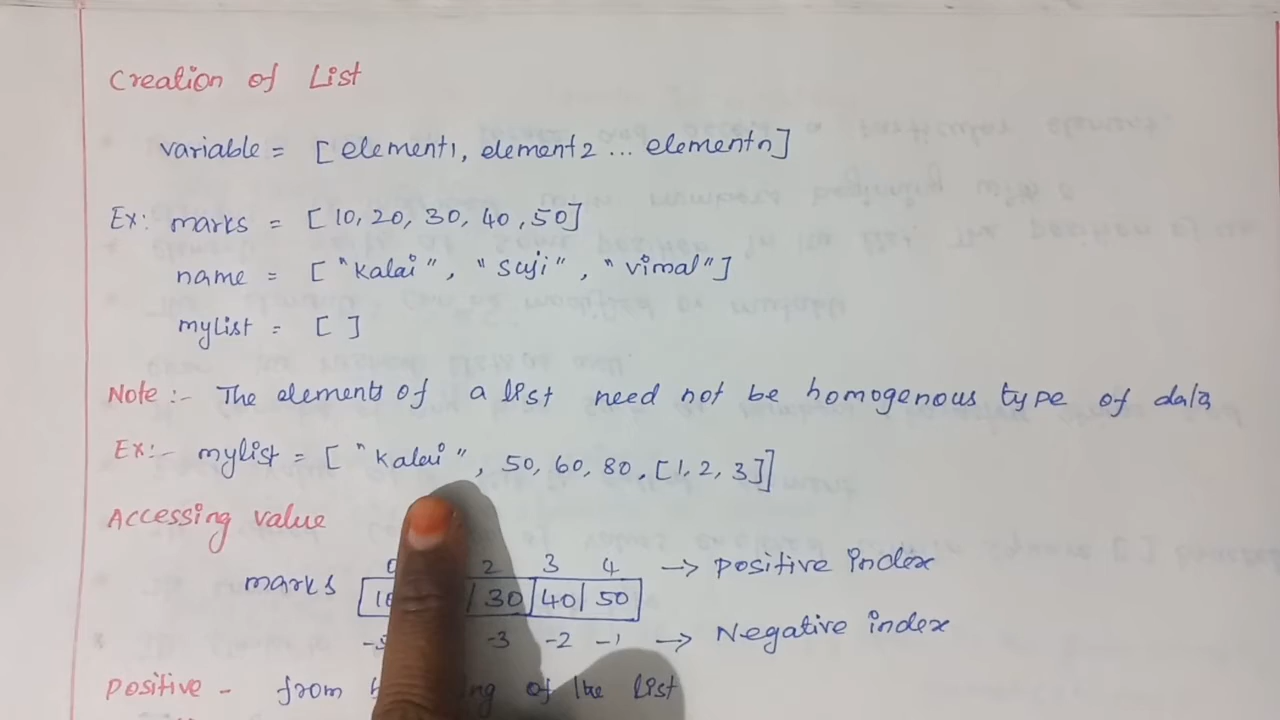 Creation of List
variable = [element1, element2 ... elementn]
Ex: marks = [10, 20, 30, 40, 50]
name = ["Kalai", "Suji", "Vimal"]
mylist = [ ]
Note :- The elements of a list need not be homogenous type of data
Ex:- mylist = ["Kalai", 50, 60, 80, [1, 2, 3]]
Accessing value
2 3 4 → positive index
marks 30 40 50
-3 -2 -1 → Negative index
positive - from of the list